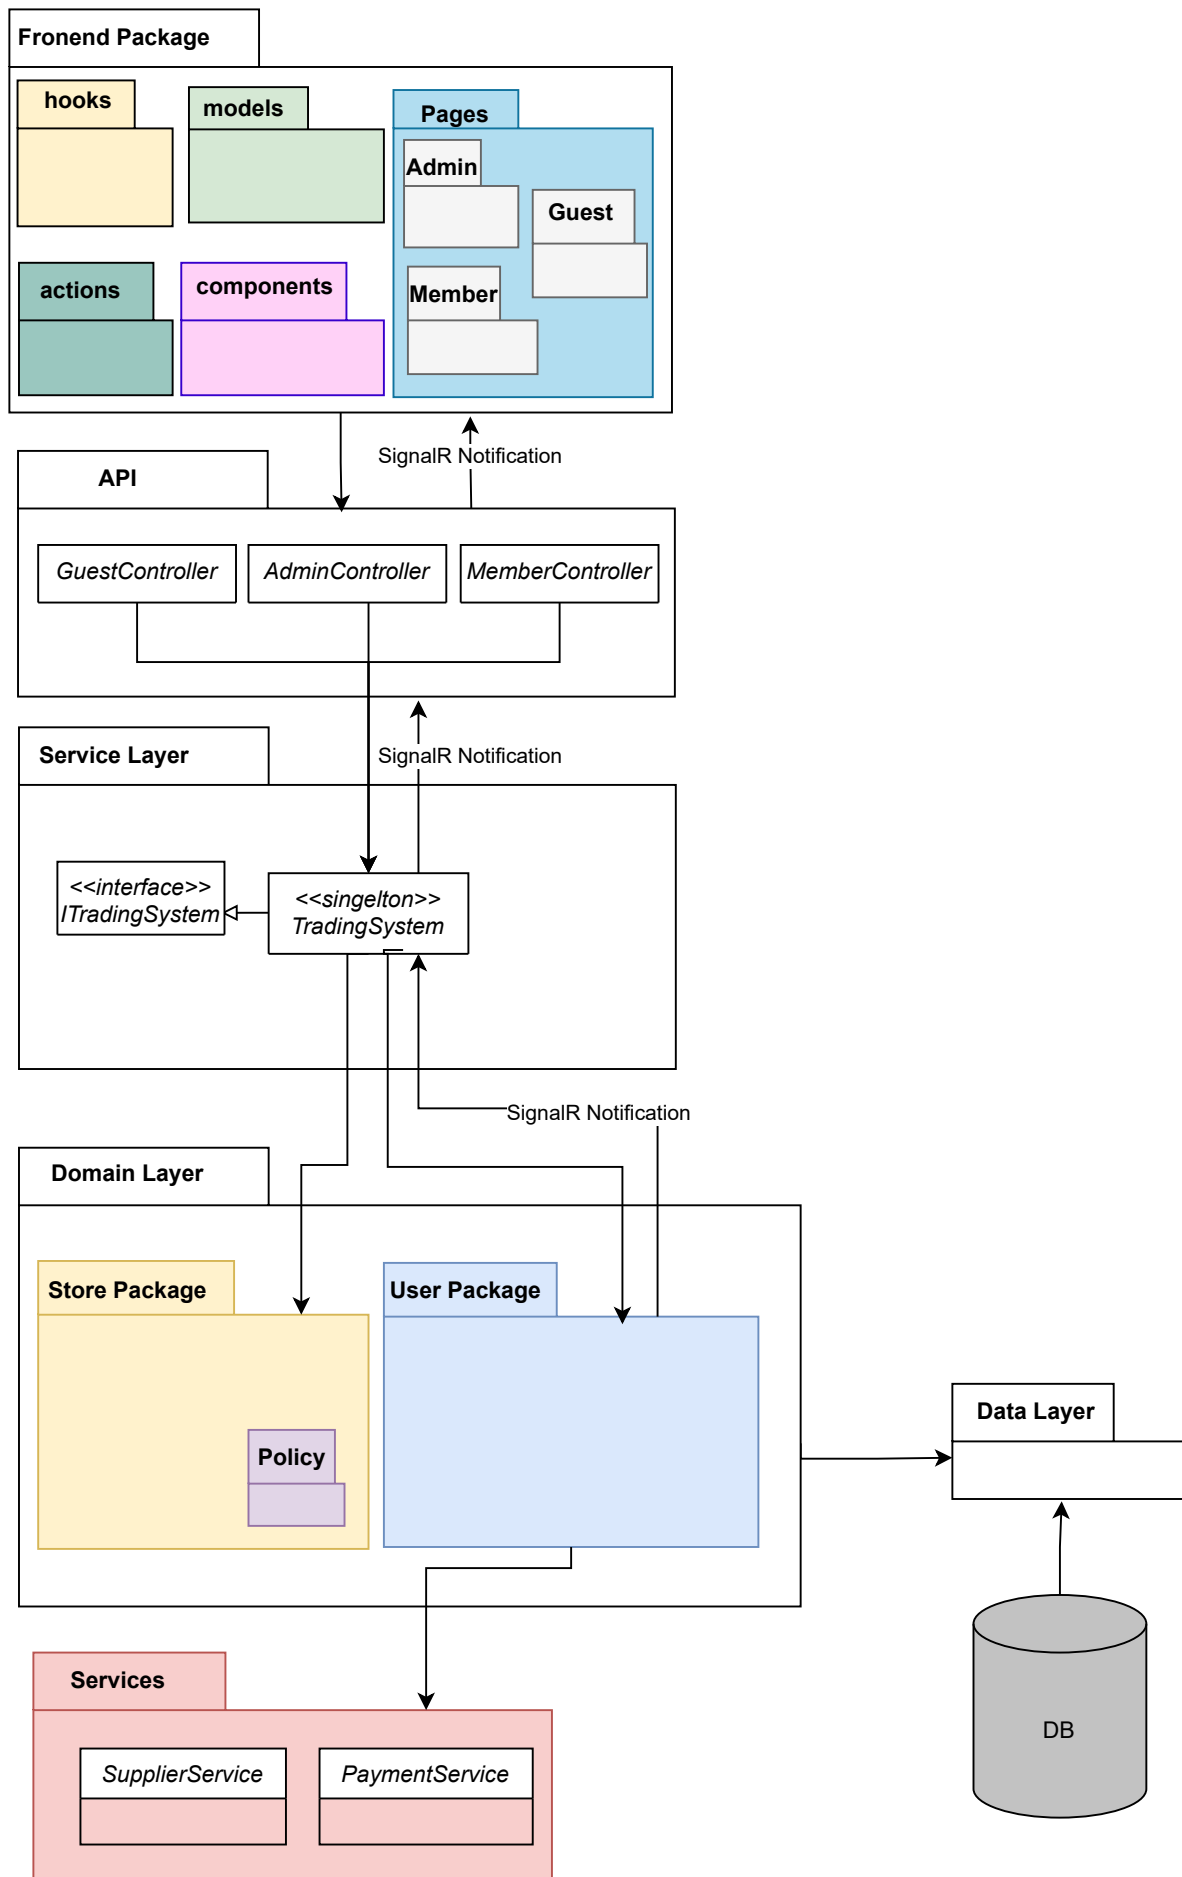 Fronend Package
hooks
models
Pages
Admin
Guest
actions
components
Member
SignalR Notification
API
GuestController
AdminController
MemberController
Service Layer
SignalR Notification
<<interface>>
ITradingSystem
<<singelton>>
TradingSystem
SignalR Notification
Domain Layer
Store Package
User Package
Policy
Data Layer
Services
DB
SupplierService
PaymentService